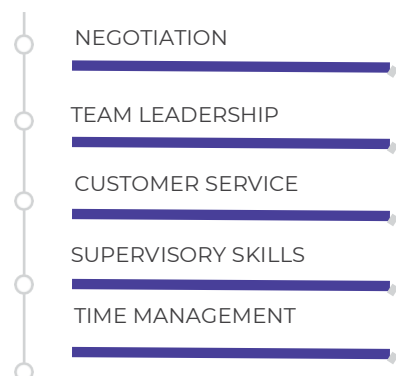 NEGOTIATION
TEAM LEADERSHIP
CUSTOMER SERVICE
SUPERVISORY SKILLS
TIME MANAGEMENT